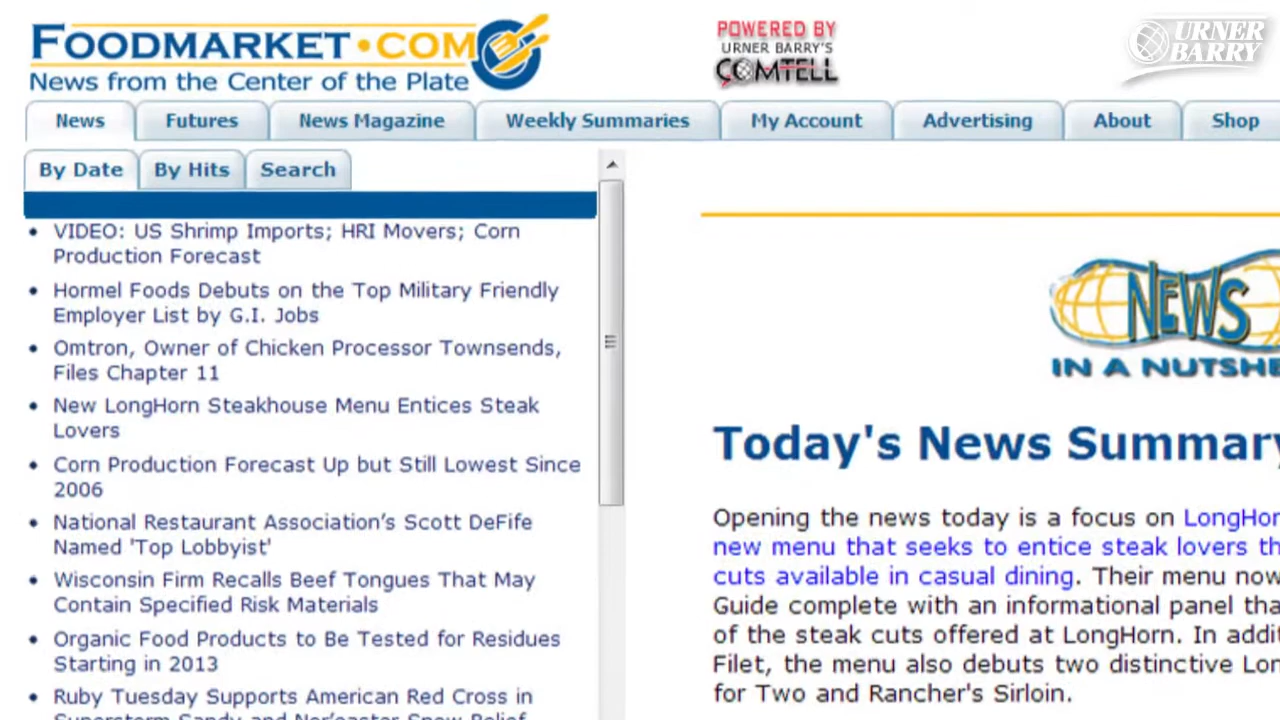 FOODMARKET•COM
News from the Center of the Plate
POWERED BY
URNER BARRY'S
COMTELL
URNER
BARRY
News
Futures
News Magazine
Weekly Summaries
My Account
Advertising
About
Shop
By Date
By Hits
Search
• VIDEO: US Shrimp Imports; HRI Movers; Corn
Production Forecast
• Hormel Foods Debuts on the Top Military Friendly
Employer List by G.I. Jobs
• Omtron, Owner of Chicken Processor Townsends,
Files Chapter 11
• New LongHorn Steakhouse Menu Entices Steak
Lovers
• Corn Production Forecast Up but Still Lowest Since
2006
• National Restaurant Association's Scott DeFife
Named 'Top Lobbyist'
• Wisconsin Firm Recalls Beef Tongues That May
Contain Specified Risk Materials
• Organic Food Products to Be Tested for Residues
Starting in 2013
• Ruby Tuesday Supports American Red Cross in
Superstorm Sandy and Nor'easter Snow Relief
NEWS
IN A NUTSHE
Today's News Summary
Opening the news today is a focus on LongHor
new menu that seeks to entice steak lovers th
cuts available in casual dining. Their menu now
Guide complete with an informational panel tha
of the steak cuts offered at LongHorn. In addit
Filet, the menu also debuts two distinctive Lon
for Two and Rancher's Sirloin.